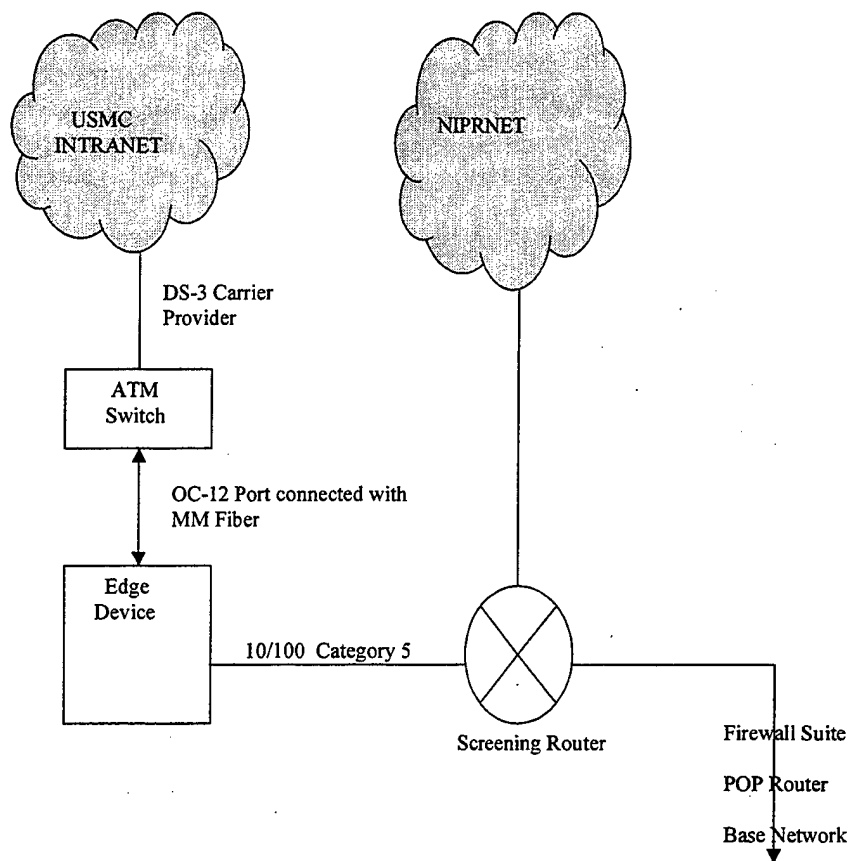 USMC
INTRANET
NIPRNET
DS-3 Carrier
Provider
ATM
Switch
OC-12 Port connected with
MM Fiber
Edge
Device
10/100 Category 5
Screening Router
Firewall Suite
POP Router
Base Network